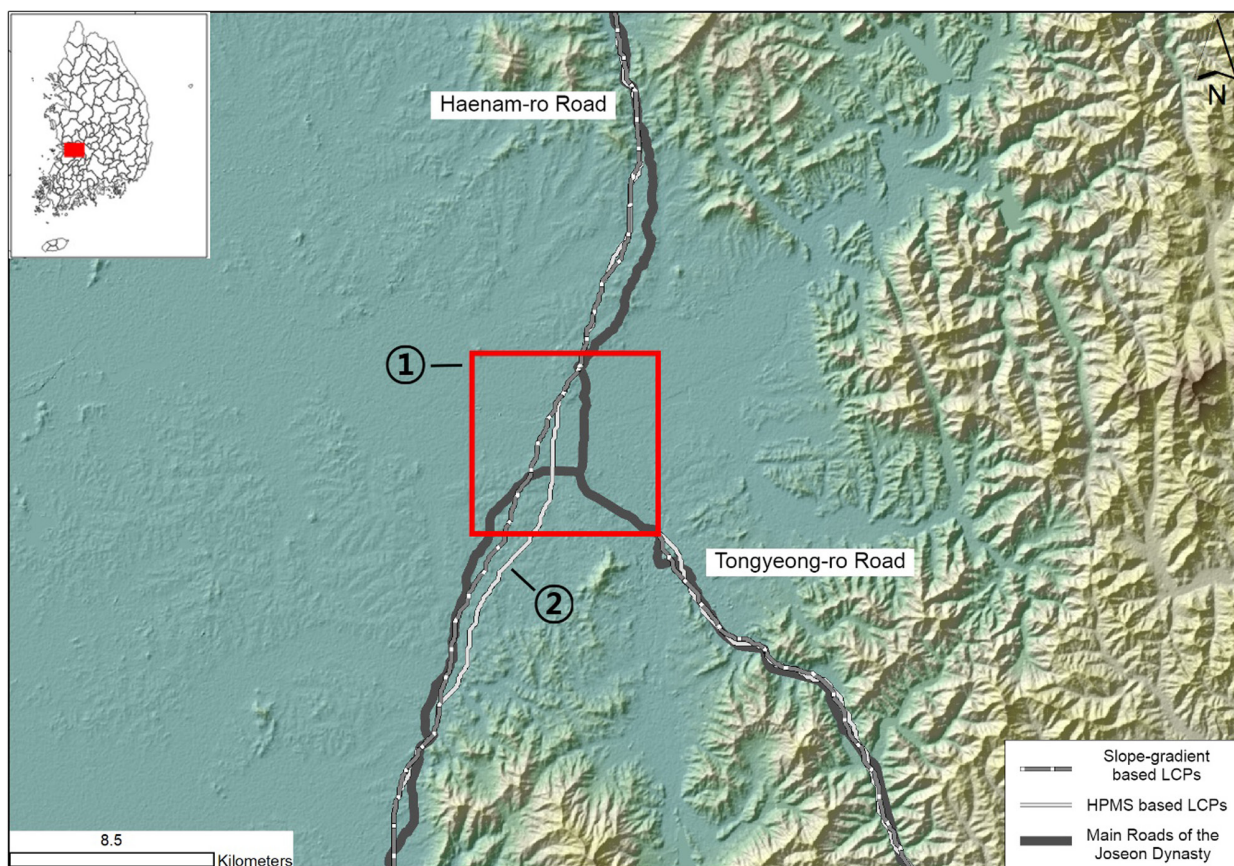 Haenam-ro Road
N
①
Tongyeong-ro Road
②
Slope-gradient
based LCPs
HPMS based LCPs
Main Roads of the
Joseon Dynasty
8.5
Kilometers